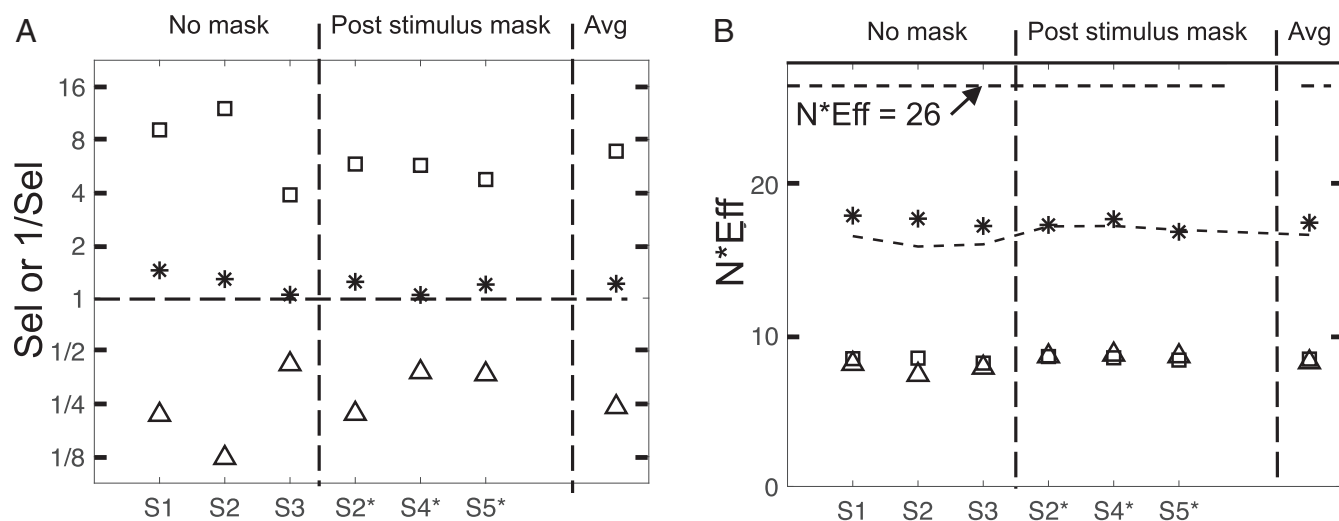 A
No mask
Post stimulus mask
Avg
Sel or 1/Sel
16
8
4
2
1
1/2
1/4
1/8
S1
S2
S3
S2*
S4*
S5*
B
No mask
Post stimulus mask
Avg
N*Eff
N*Eff = 26
20
10
0
S1
S2
S3
S2*
S4*
S5*